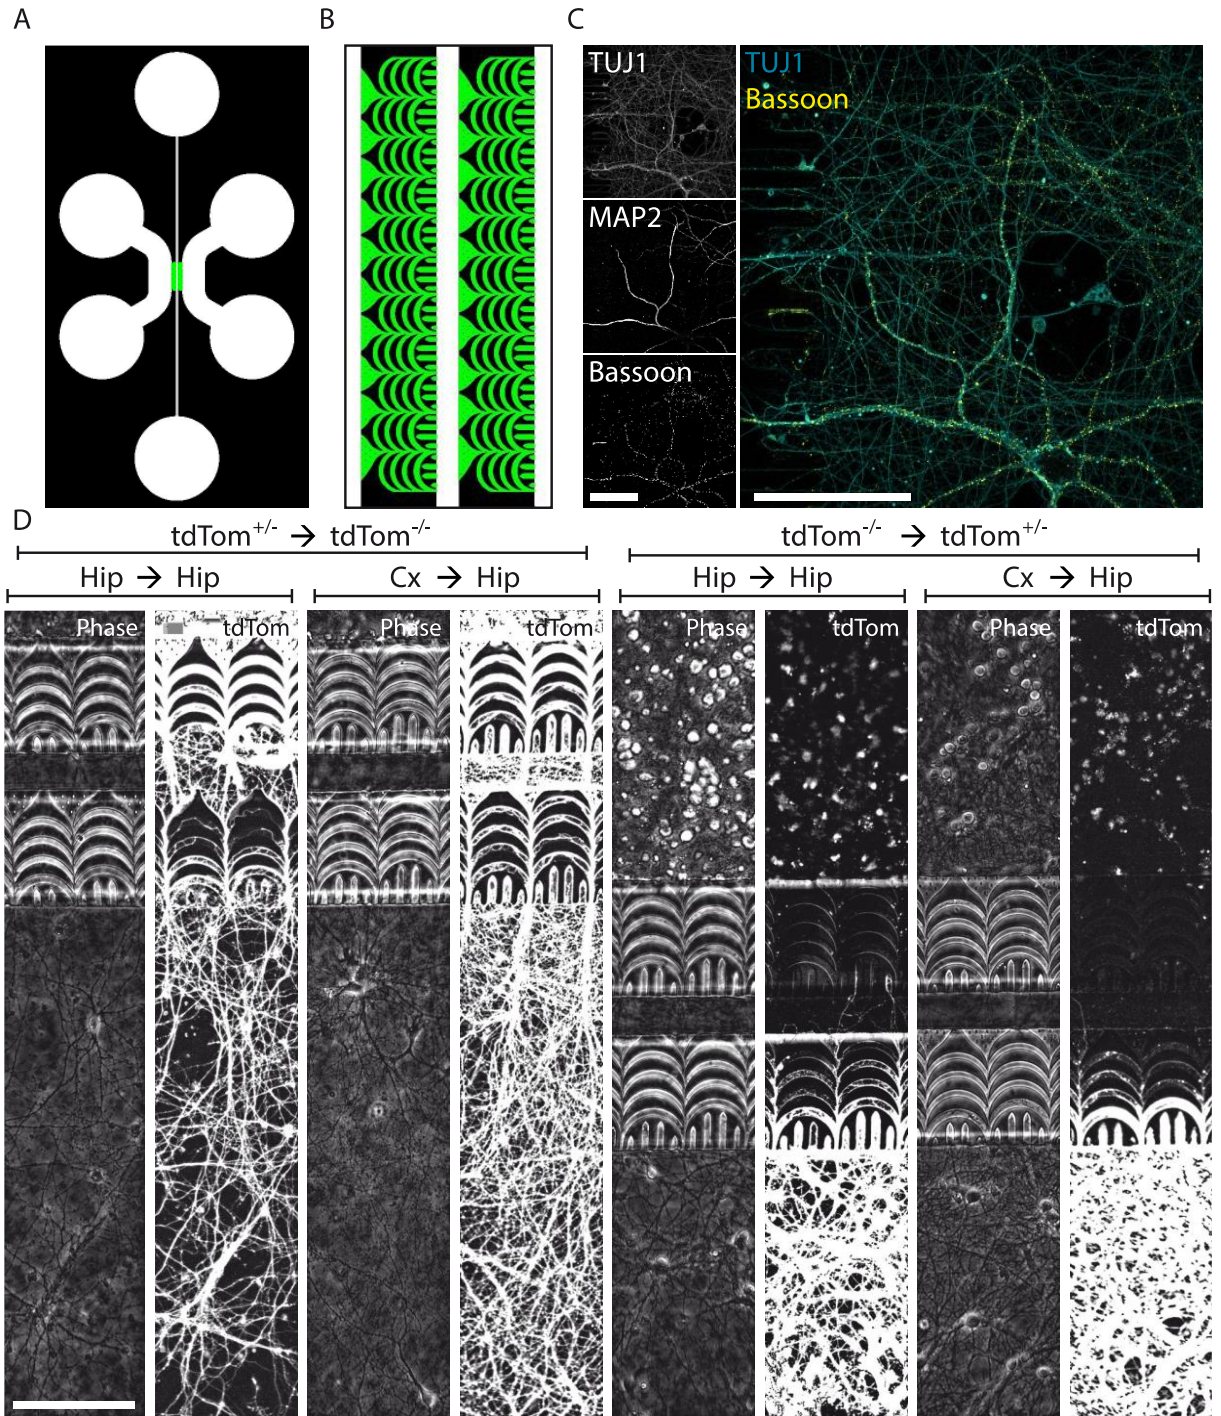 A
B
C
TUJ1
MAP2
Bassoon
TUJ1
Bassoon
D
tdTom+/- → tdTom-/-
tdTom-/- → tdTom+/-
Hip → Hip
Cx → Hip
Hip → Hip
Cx → Hip
Phase
tdTom
Phase
tdTom
Phase
tdTom
Phase
tdTom